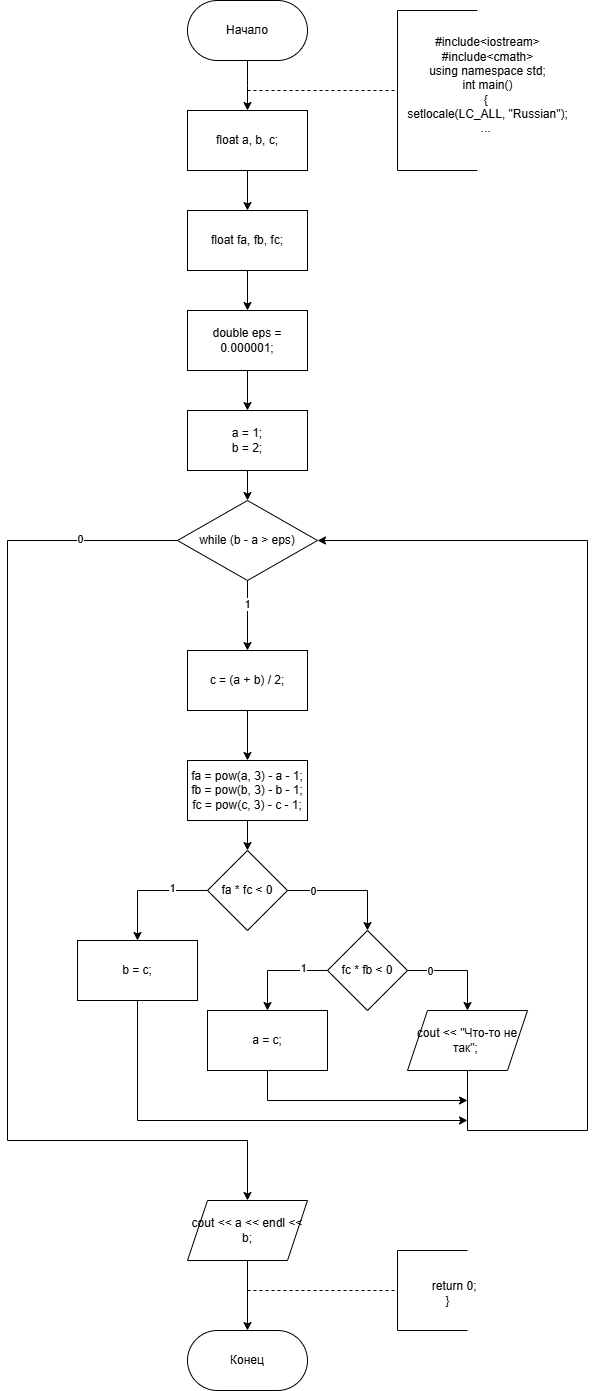 Начало
#include<iostream>
#include<cmath>
using namespace std;
int main()
{
setlocale(LC_ALL, "Russian");
...
float a, b, c;
float fa, fb, fc;
double eps =
0.000001;
a = 1;
b = 2;
while (b - a > eps)
0
1
c = (a + b) / 2;
fa = pow(a, 3) - a - 1;
fb = pow(b, 3) - b - 1;
fc = pow(c, 3) - c - 1;
fa * fc < 0
1
0
b = c;
fc * fb < 0
1
0
a = c;
cout << "Что-то не
так";
cout << a << endl <<
b;
return 0;
}
Конец